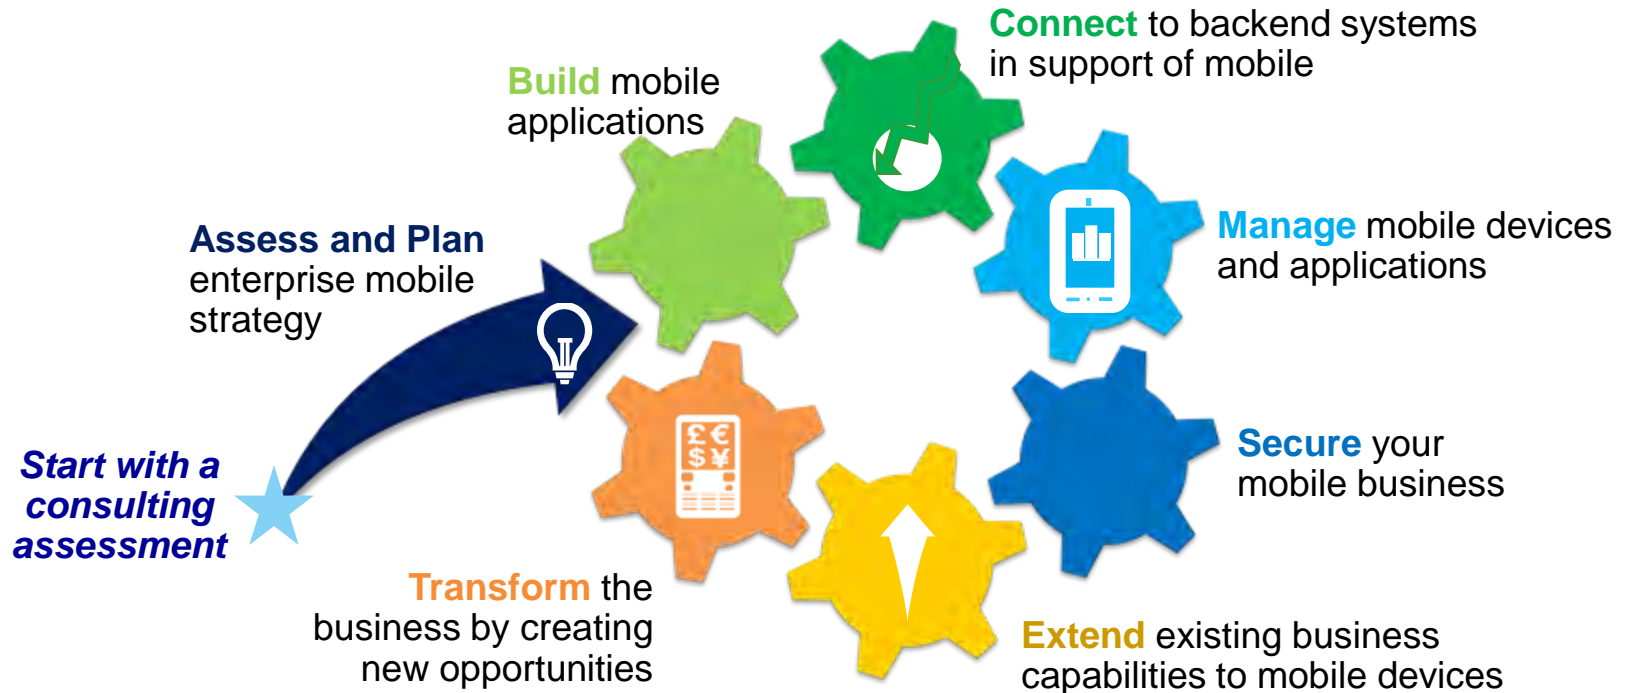 Connect to backend systems
in support of mobile
Build mobile
applications
Manage mobile devices
and applications
Assess and Plan
enterprise mobile
strategy
£ €
$ ¥
Secure your
mobile business
Start with a
consulting
assessment
Transform the
business by creating
new opportunities
Extend existing business
capabilities to mobile devices